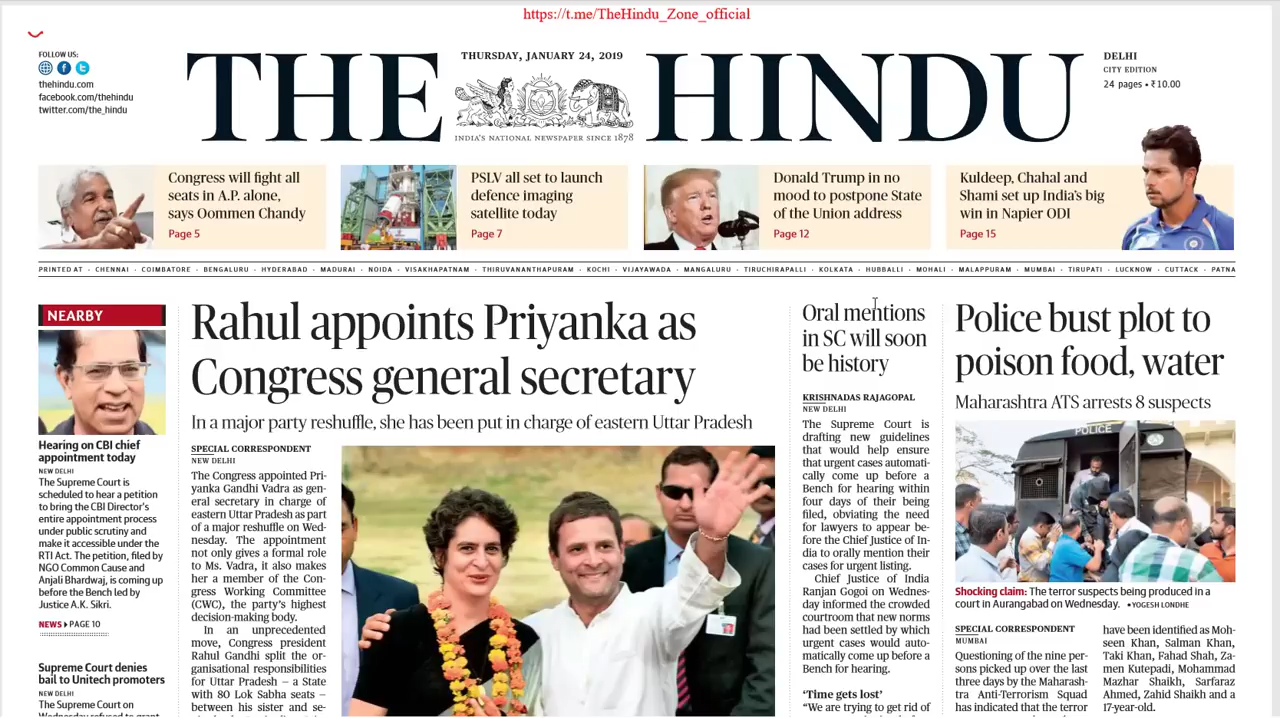 https://t.me/TheHindu_Zone_official
FOLLOW US:
thehindu.com
facebook.com/thehindu
twitter.com/the_hindu
THURSDAY, JANUARY 24, 2019
THE HINDU
INDIA'S NATIONAL NEWSPAPER SINCE 1878
DELHI
CITY EDITION
24 pages • ₹10.00
Congress will fight all
seats in A.P. alone,
says Oommen Chandy
Page 5
PSLV all set to launch
defence imaging
satellite today
Page 7
Donald Trump in no
mood to postpone State
of the Union address
Page 12
Kuldeep, Chahal and
Shami set up India's big
win in Napier ODI
Page 15
PRINTED AT · CHENNAI · COIMBATORE · BENGALURU · HYDERABAD · MADURAI · NOIDA · VISAKHAPATNAM · THIRUVANANTHAPURAM · KOCHI · VIJAYAWADA · MANGALURU · TIRUCHIRAPALLI · KOLKATA · HUBBALLI · MOHALI · MALAPPURAM · MUMBAI · TIRUPATI · LUCKNOW · CUTTACK · PATNA
NEARBY
Hearing on CBI chief
appointment today
NEW DELHI
The Supreme Court is
scheduled to hear a petition
to bring the CBI Director's
entire appointment process
under public scrutiny and
make it accessible under the
RTI Act. The petition, filed by
NGO Common Cause and
Anjali Bhardwaj, is coming up
before the Bench led by
Justice A.K. Sikri.
NEWS PAGE 10
Supreme Court denies
bail to Unitech promoters
NEW DELHI
The Supreme Court on
Wednesday refused to grant
Rahul appoints Priyanka as
Congress general secretary
In a major party reshuffle, she has been put in charge of eastern Uttar Pradesh
SPECIAL CORRESPONDENT
NEW DELHI
The Congress appointed Pri-
yanka Gandhi Vadra as gen-
eral secretary in charge of
eastern Uttar Pradesh as part
of a major reshuffle on Wed-
nesday. The appointment
not only gives a formal role
to Ms. Vadra, it also makes
her a member of the Con-
gress Working Committee
(CWC), the party's highest
decision-making body.
In an unprecedented
move, Congress president
Rahul Gandhi split the or-
ganisational responsibilities
for Uttar Pradesh – a State
with 80 Lok Sabha seats –
between his sister and se-
Oral mentions
in SC will soon
be history
KRISHNADAS RAJAGOPAL
NEW DELHI
The Supreme Court is
drafting new guidelines
that would help ensure
that urgent cases automati-
cally come up before a
Bench for hearing within
four days of their being
filed, obviating the need
for lawyers to appear be-
fore the Chief Justice of In-
dia to orally mention their
cases for urgent listing.
Chief Justice of India
Ranjan Gogoi on Wednes-
day informed the crowded
courtroom that new norms
had been settled by which
urgent cases would auto-
matically come up before a
Bench for hearing.
'Time gets lost'
"We are trying to get rid of
Police bust plot to
poison food, water
Maharashtra ATS arrests 8 suspects
POLICE
Shocking claim: The terror suspects being produced in a
court in Aurangabad on Wednesday. • YOGESH LONDHE
SPECIAL CORRESPONDENT
MUMBAI
Questioning of the nine per-
sons picked up over the last
three days by the Maharash-
tra Anti-Terrorism Squad
has indicated that the terror
have been identified as Moh-
seen Khan, Salman Khan,
Taki Khan, Fahad Shah, Za-
men Kutepadi, Mohammad
Mazhar Shaikh, Sarfaraz
Ahmed, Zahid Shaikh and a
17-year-old.